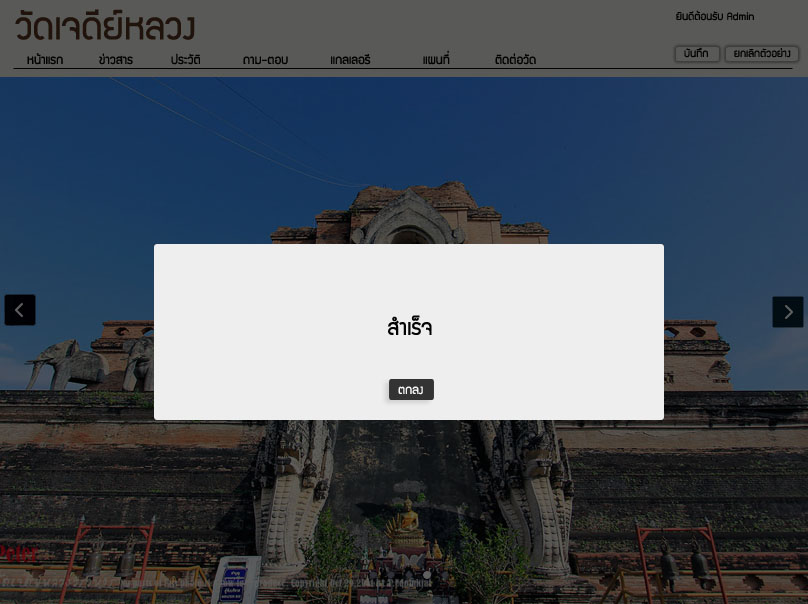 วัดเจดีย์หลวง
ยินดีต้อนรับ Admin
หน้าแรก ข่าวสาร ประวัติ ถาม-ตอบ แกลเลอรี แผนที่ ติดต่อวัด
บันทึก ยกเลิกตัวอย่าง
สำเร็จ
ตกลง